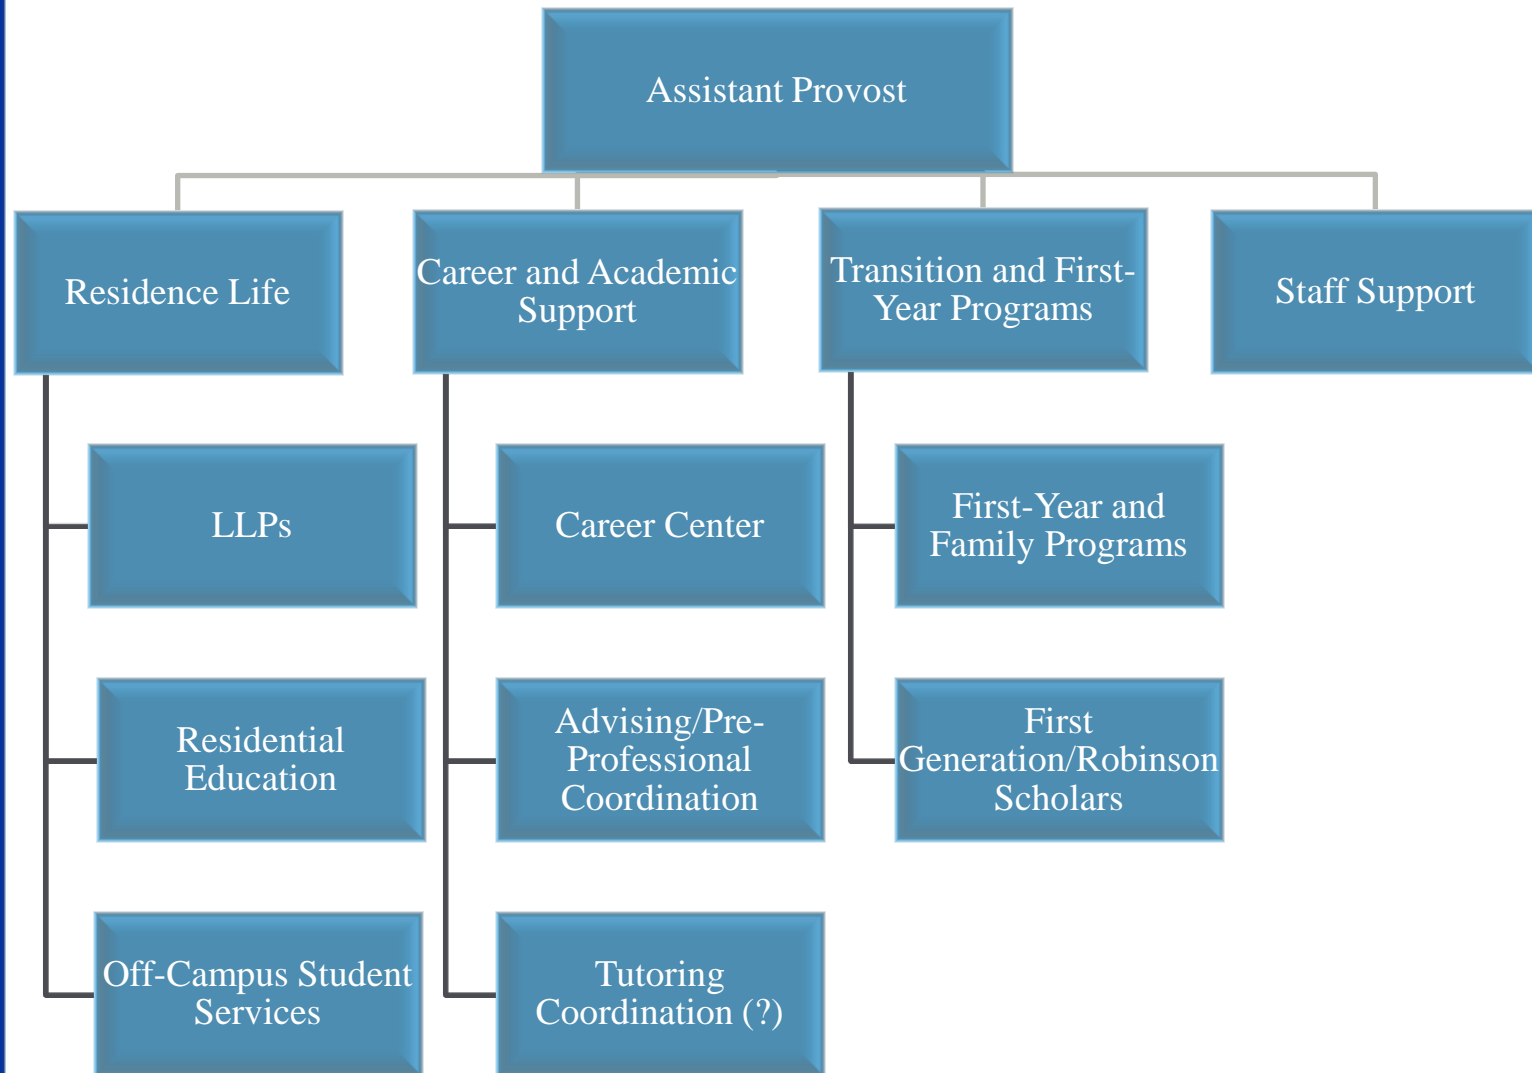 Assistant Provost
Residence Life
Career and Academic
Support
Transition and First-
Year Programs
Staff Support
LLPs
Career Center
First-Year and
Family Programs
Residential
Education
Advising/Pre-
Professional
Coordination
First
Generation/Robinson
Scholars
Off-Campus Student
Services
Tutoring
Coordination (?)